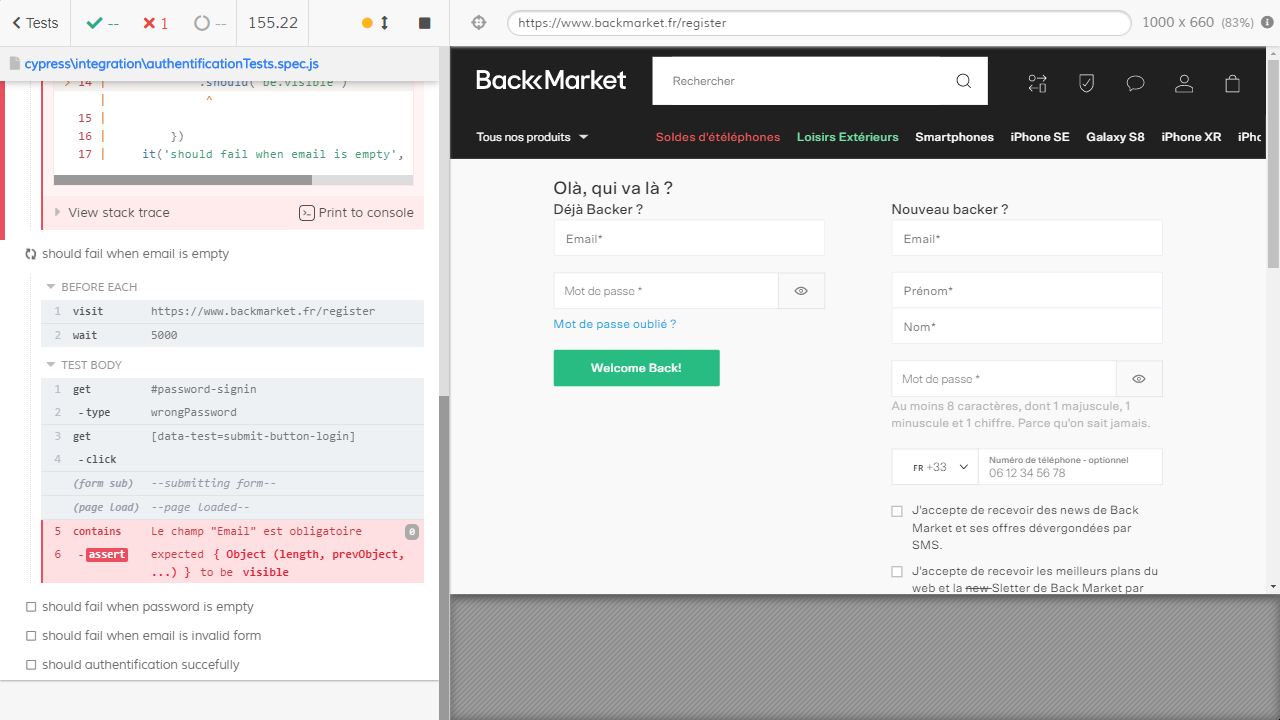 Tests
--
1
--
155.22
https://www.backmarket.fr/register
1000 x 660 (83%)
cypress\integration\authentificationTests.spec.js
> 14 | .should('be.visible')
| ^
15 |
16 | })
17 | it('should fail when email is empty',
View stack trace
Print to console
should fail when email is empty
BEFORE EACH
1 visit https://www.backmarket.fr/register
2 wait 5000
TEST BODY
1 get #password-signin
2 -type wrongPassword
3 get [data-test=submit-button-login]
4 -click
(form sub) --submitting form--
(page load) --page loaded--
5 contains Le champ "Email" est obligatoire 0
6 -assert expected { Object (length, prevObject,
...) } to be visible
should fail when password is empty
should fail when email is invalid form
should authentification succefully
Back Market
Rechercher
Tous nos produits
Soldes d'étéléphones
Loisirs Extérieurs
Smartphones
iPhone SE
Galaxy S8
iPhone XR
iPho
Olà, qui va là ?
Déjà Backer ?
Email*
Mot de passe *
Mot de passe oublié ?
Welcome Back!
Nouveau backer ?
Email*
Prénom*
Nom*
Mot de passe *
Au moins 8 caractères, dont 1 majuscule, 1
minuscule et 1 chiffre. Parce qu'on sait jamais.
FR +33
Numéro de téléphone - optionnel
06 12 34 56 78
J'accepte de recevoir des news de Back
Market et ses offres dévergondées par
SMS.
J'accepte de recevoir les meilleurs plans du
web et la new Sletter de Back Market par